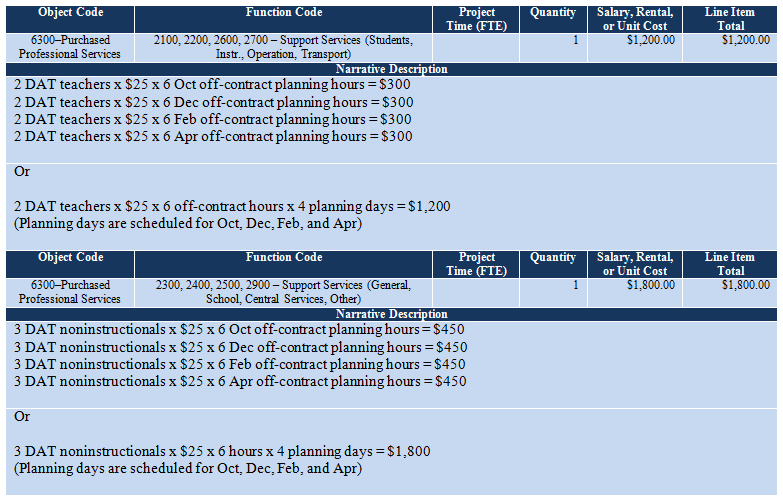 Object Code Function Code Project Quantity Salary, Rental, Line Item
Time (FTE) or Unit Cost Total
6300–Purchased 2100, 2200, 2600, 2700 – Support Services (Students, 1 $1,200.00 $1,200.00
Professional Services Instr., Operation, Transport)
Narrative Description
2 DAT teachers x $25 x 6 Oct off-contract planning hours = $300
2 DAT teachers x $25 x 6 Dec off-contract planning hours = $300
2 DAT teachers x $25 x 6 Feb off-contract planning hours = $300
2 DAT teachers x $25 x 6 Apr off-contract planning hours = $300
Or
2 DAT teachers x $25 x 6 off-contract hours x 4 planning days = $1,200
(Planning days are scheduled for Oct, Dec, Feb, and Apr)
Object Code Function Code Project Quantity Salary, Rental, Line Item
Time (FTE) or Unit Cost Total
6300–Purchased 2300, 2400, 2500, 2900 – Support Services (General, 1 $1,800.00 $1,800.00
Professional Services School, Central Services, Other)
Narrative Description
3 DAT noninstructionals x $25 x 6 Oct off-contract planning hours = $450
3 DAT noninstructionals x $25 x 6 Dec off-contract planning hours = $450
3 DAT noninstructionals x $25 x 6 Feb off-contract planning hours = $450
3 DAT noninstructionals x $25 x 6 Apr off-contract planning hours = $450
Or
3 DAT noninstructionals x $25 x 6 hours x 4 planning days = $1,800
(Planning days are scheduled for Oct, Dec, Feb, and Apr)